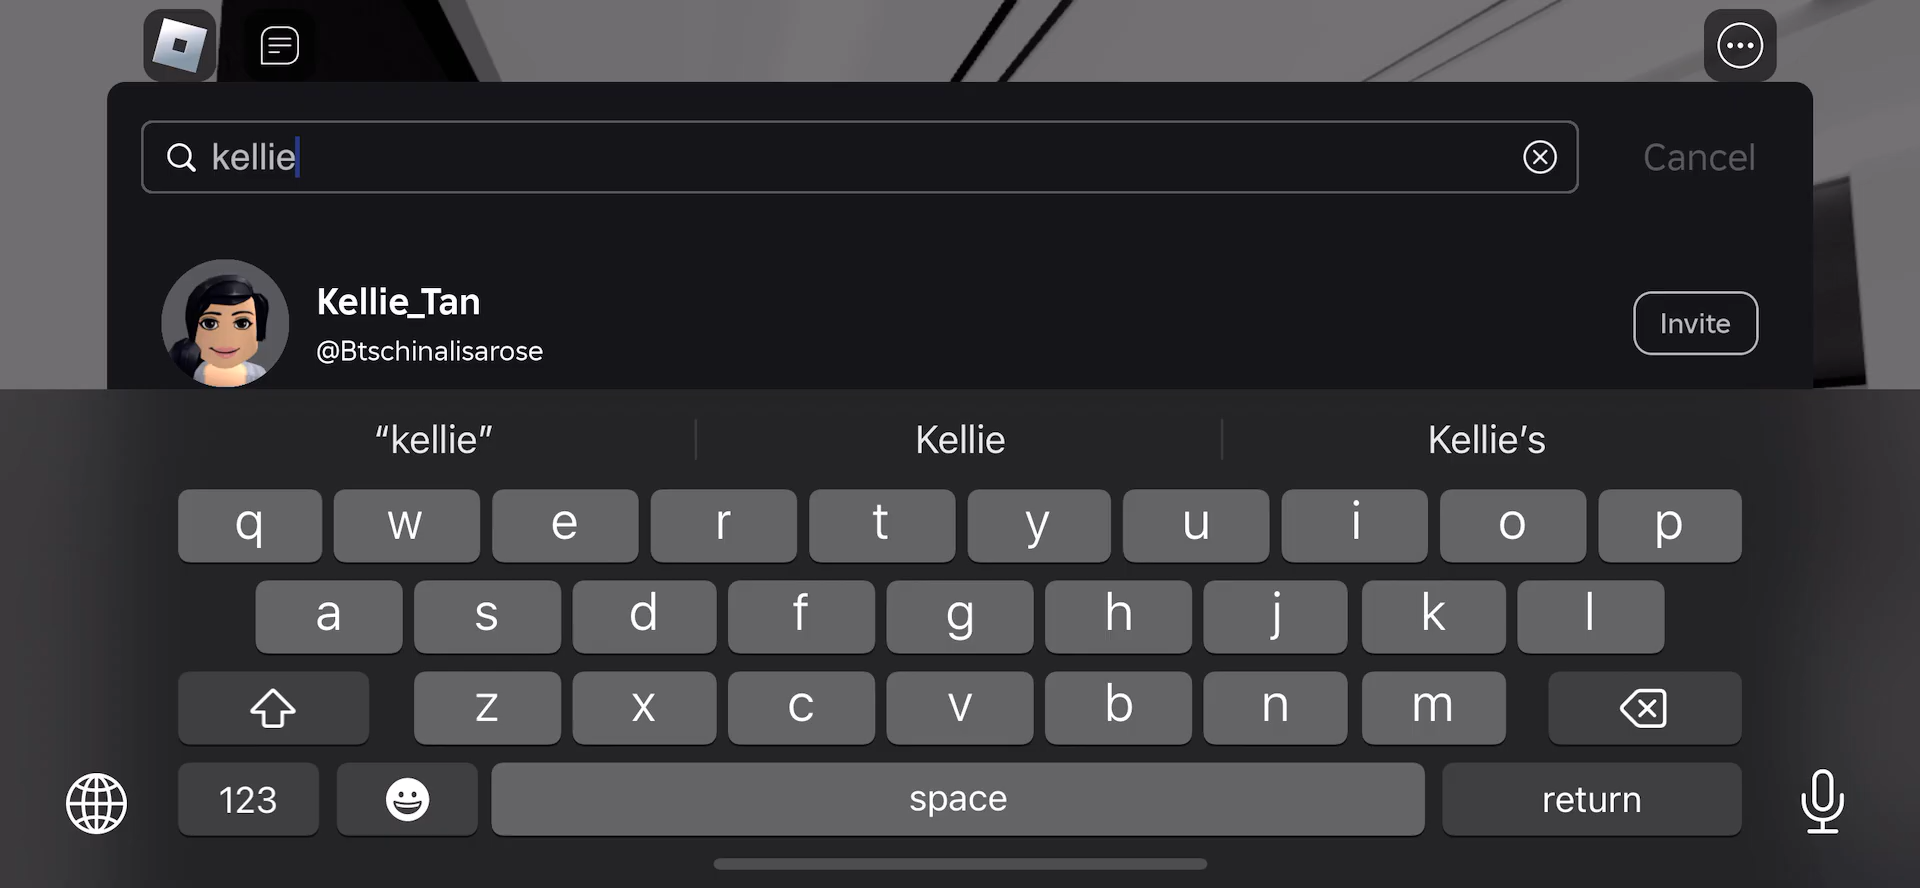 kellie
Cancel
Kellie_Tan
@Btschinalisarose
Invite
“kellie”
Kellie
Kellie’s
q w e r t y u i o p
a s d f g h j k l
z x c v b n m
123
space
return